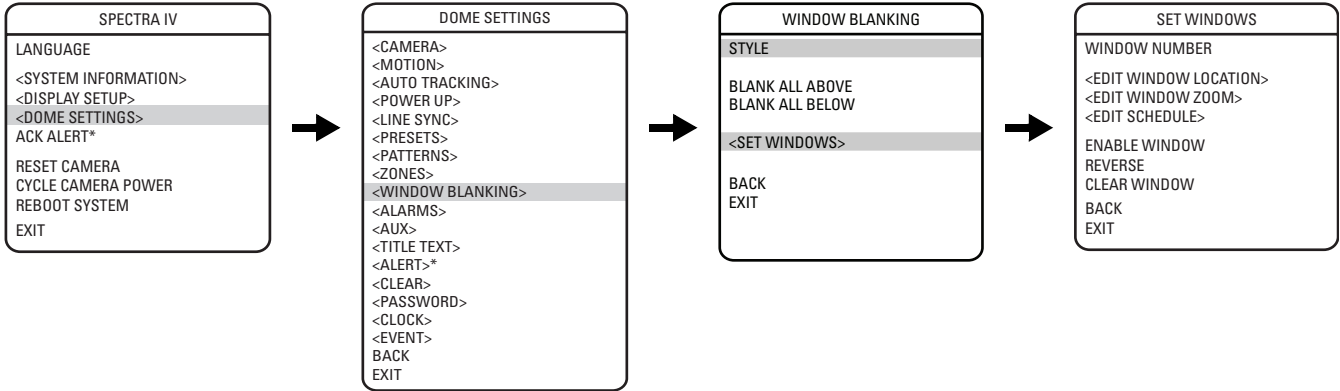 SPECTRA IV
LANGUAGE
<SYSTEM INFORMATION>
<DISPLAY SETUP>
<DOME SETTINGS>
ACK ALERT*
RESET CAMERA
CYCLE CAMERA POWER
REBOOT SYSTEM
EXIT
DOME SETTINGS
<CAMERA>
<MOTION>
<AUTO TRACKING>
<POWER UP>
<LINE SYNC>
<PRESETS>
<PATTERNS>
<ZONES>
<WINDOW BLANKING>
<ALARMS>
<AUX>
<TITLE TEXT>
<ALERT>*
<CLEAR>
<PASSWORD>
<CLOCK>
<EVENT>
BACK
EXIT
WINDOW BLANKING
STYLE
BLANK ALL ABOVE
BLANK ALL BELOW
<SET WINDOWS>
BACK
EXIT
SET WINDOWS
WINDOW NUMBER
<EDIT WINDOW LOCATION>
<EDIT WINDOW ZOOM>
<EDIT SCHEDULE>
ENABLE WINDOW
REVERSE
CLEAR WINDOW
BACK
EXIT